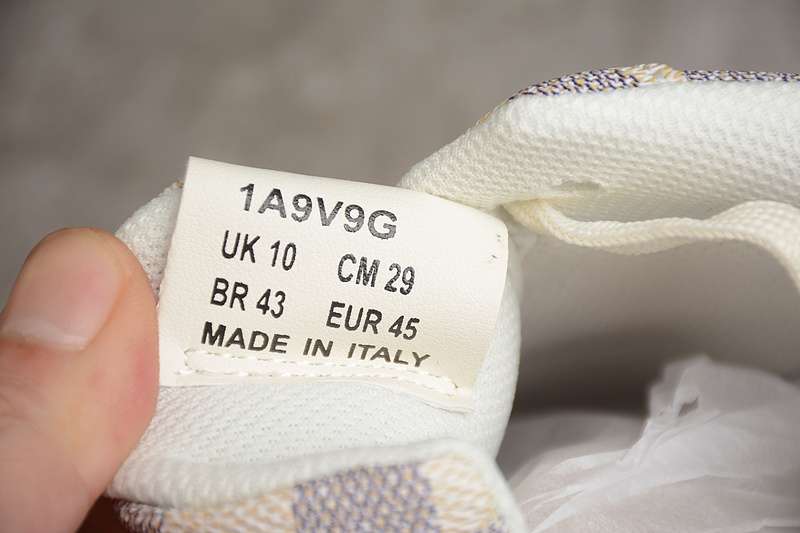 1A9V9G
UK 10 CM 29
BR 43 EUR 45
MADE IN ITALY